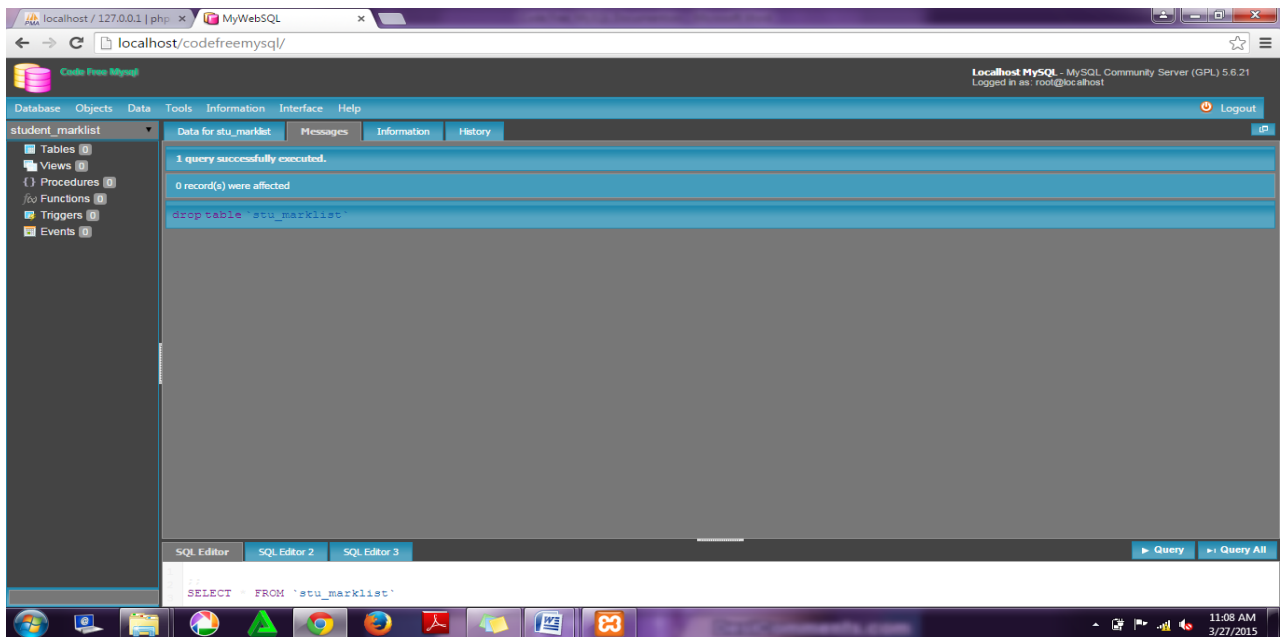 localhost / 127.0.0.1 | php
MyWebSQL
localhost/codefreemysql/
Code Free Mysql
Localhost MySQL - MySQL Community Server (GPL) 5.6.21
Logged in as: root@localhost
Database Objects Data Tools Information Interface Help
Logout
student_marklist
Data for stu_marklist Messages Information History
Tables 0
Views 0
{} Procedures 0
f(x) Functions 0
Triggers 0
Events 0
1 query successfully executed.
0 record(s) were affected
drop table `stu_marklist`
SQL Editor SQL Editor 2 SQL Editor 3
Query Query All
SELECT * FROM `stu_marklist`
11:08 AM
3/27/2015